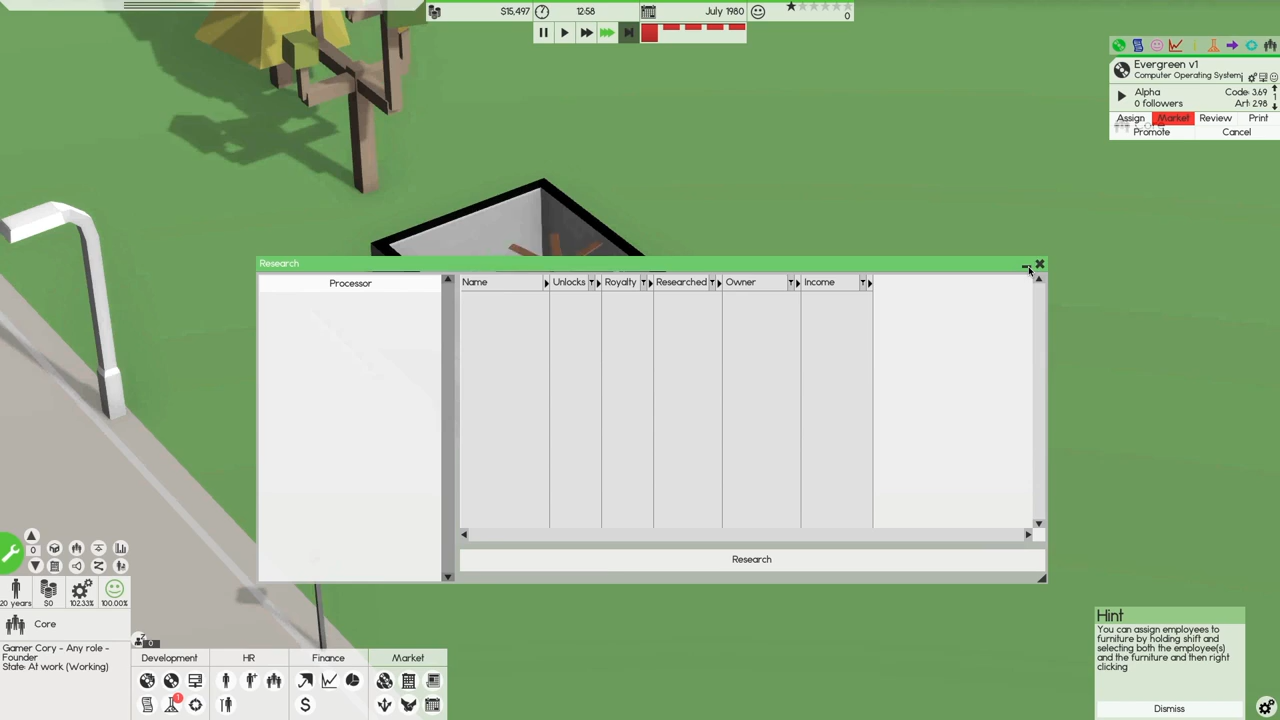 $15,497
12:58
July 1980
0
Evergreen v1
Computer Operating System
Alpha
Code: 3.69
1
0 followers
Art: 2.98
Assign
Market
Review
Print
Promote
Cancel
Research
Processor
Name
Unlocks
Royalty
Researched
Owner
Income
Research
0
20 years
$0
102.33%
100.00%
Core
Gamer Cory - Any role -
Founder
State: At work (Working)
0
Development
HR
Finance
Market
1
$
Hint
You can assign employees to
furniture by holding shift and
selecting both the employee(s)
and the furniture and then right
clicking
Dismiss